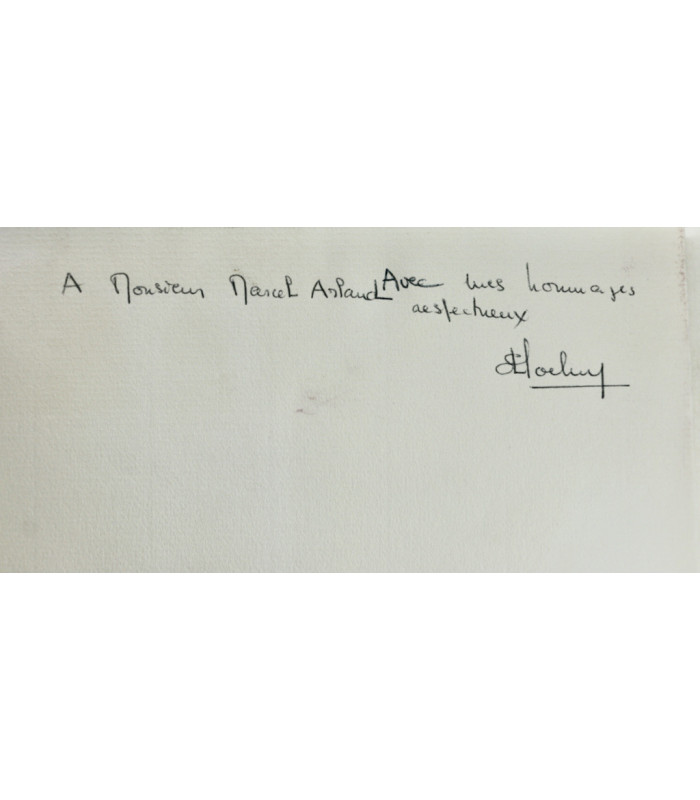 A Monsieur Marcel Arland Avec mes hommages
respectueux